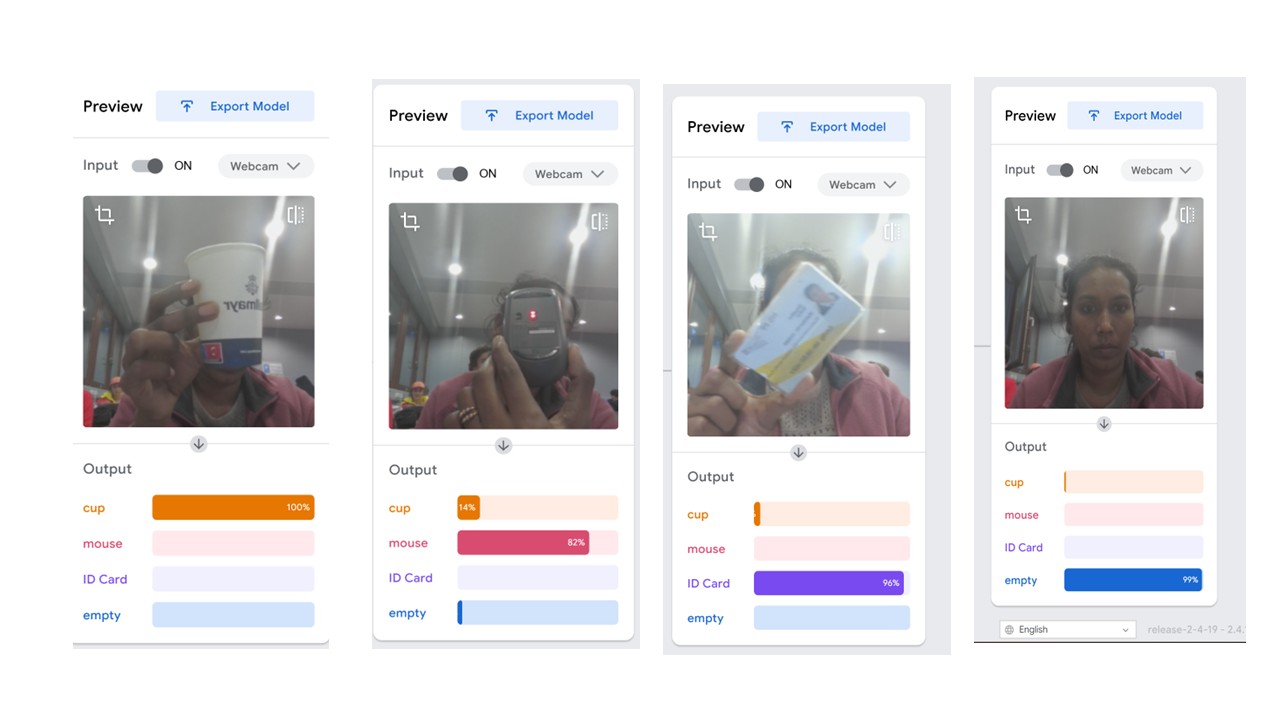 Preview
Export Model
Input
ON
Webcam
Output
cup
100%
mouse
ID Card
empty
Preview
Export Model
Input
ON
Webcam
Output
cup
14%
mouse
82%
ID Card
empty
Preview
Export Model
Input
ON
Webcam
Output
cup
mouse
ID Card
96%
empty
Preview
Export Model
Input
ON
Webcam
Output
cup
mouse
ID Card
empty
99%
English
release-2-4-19 - 2.4.